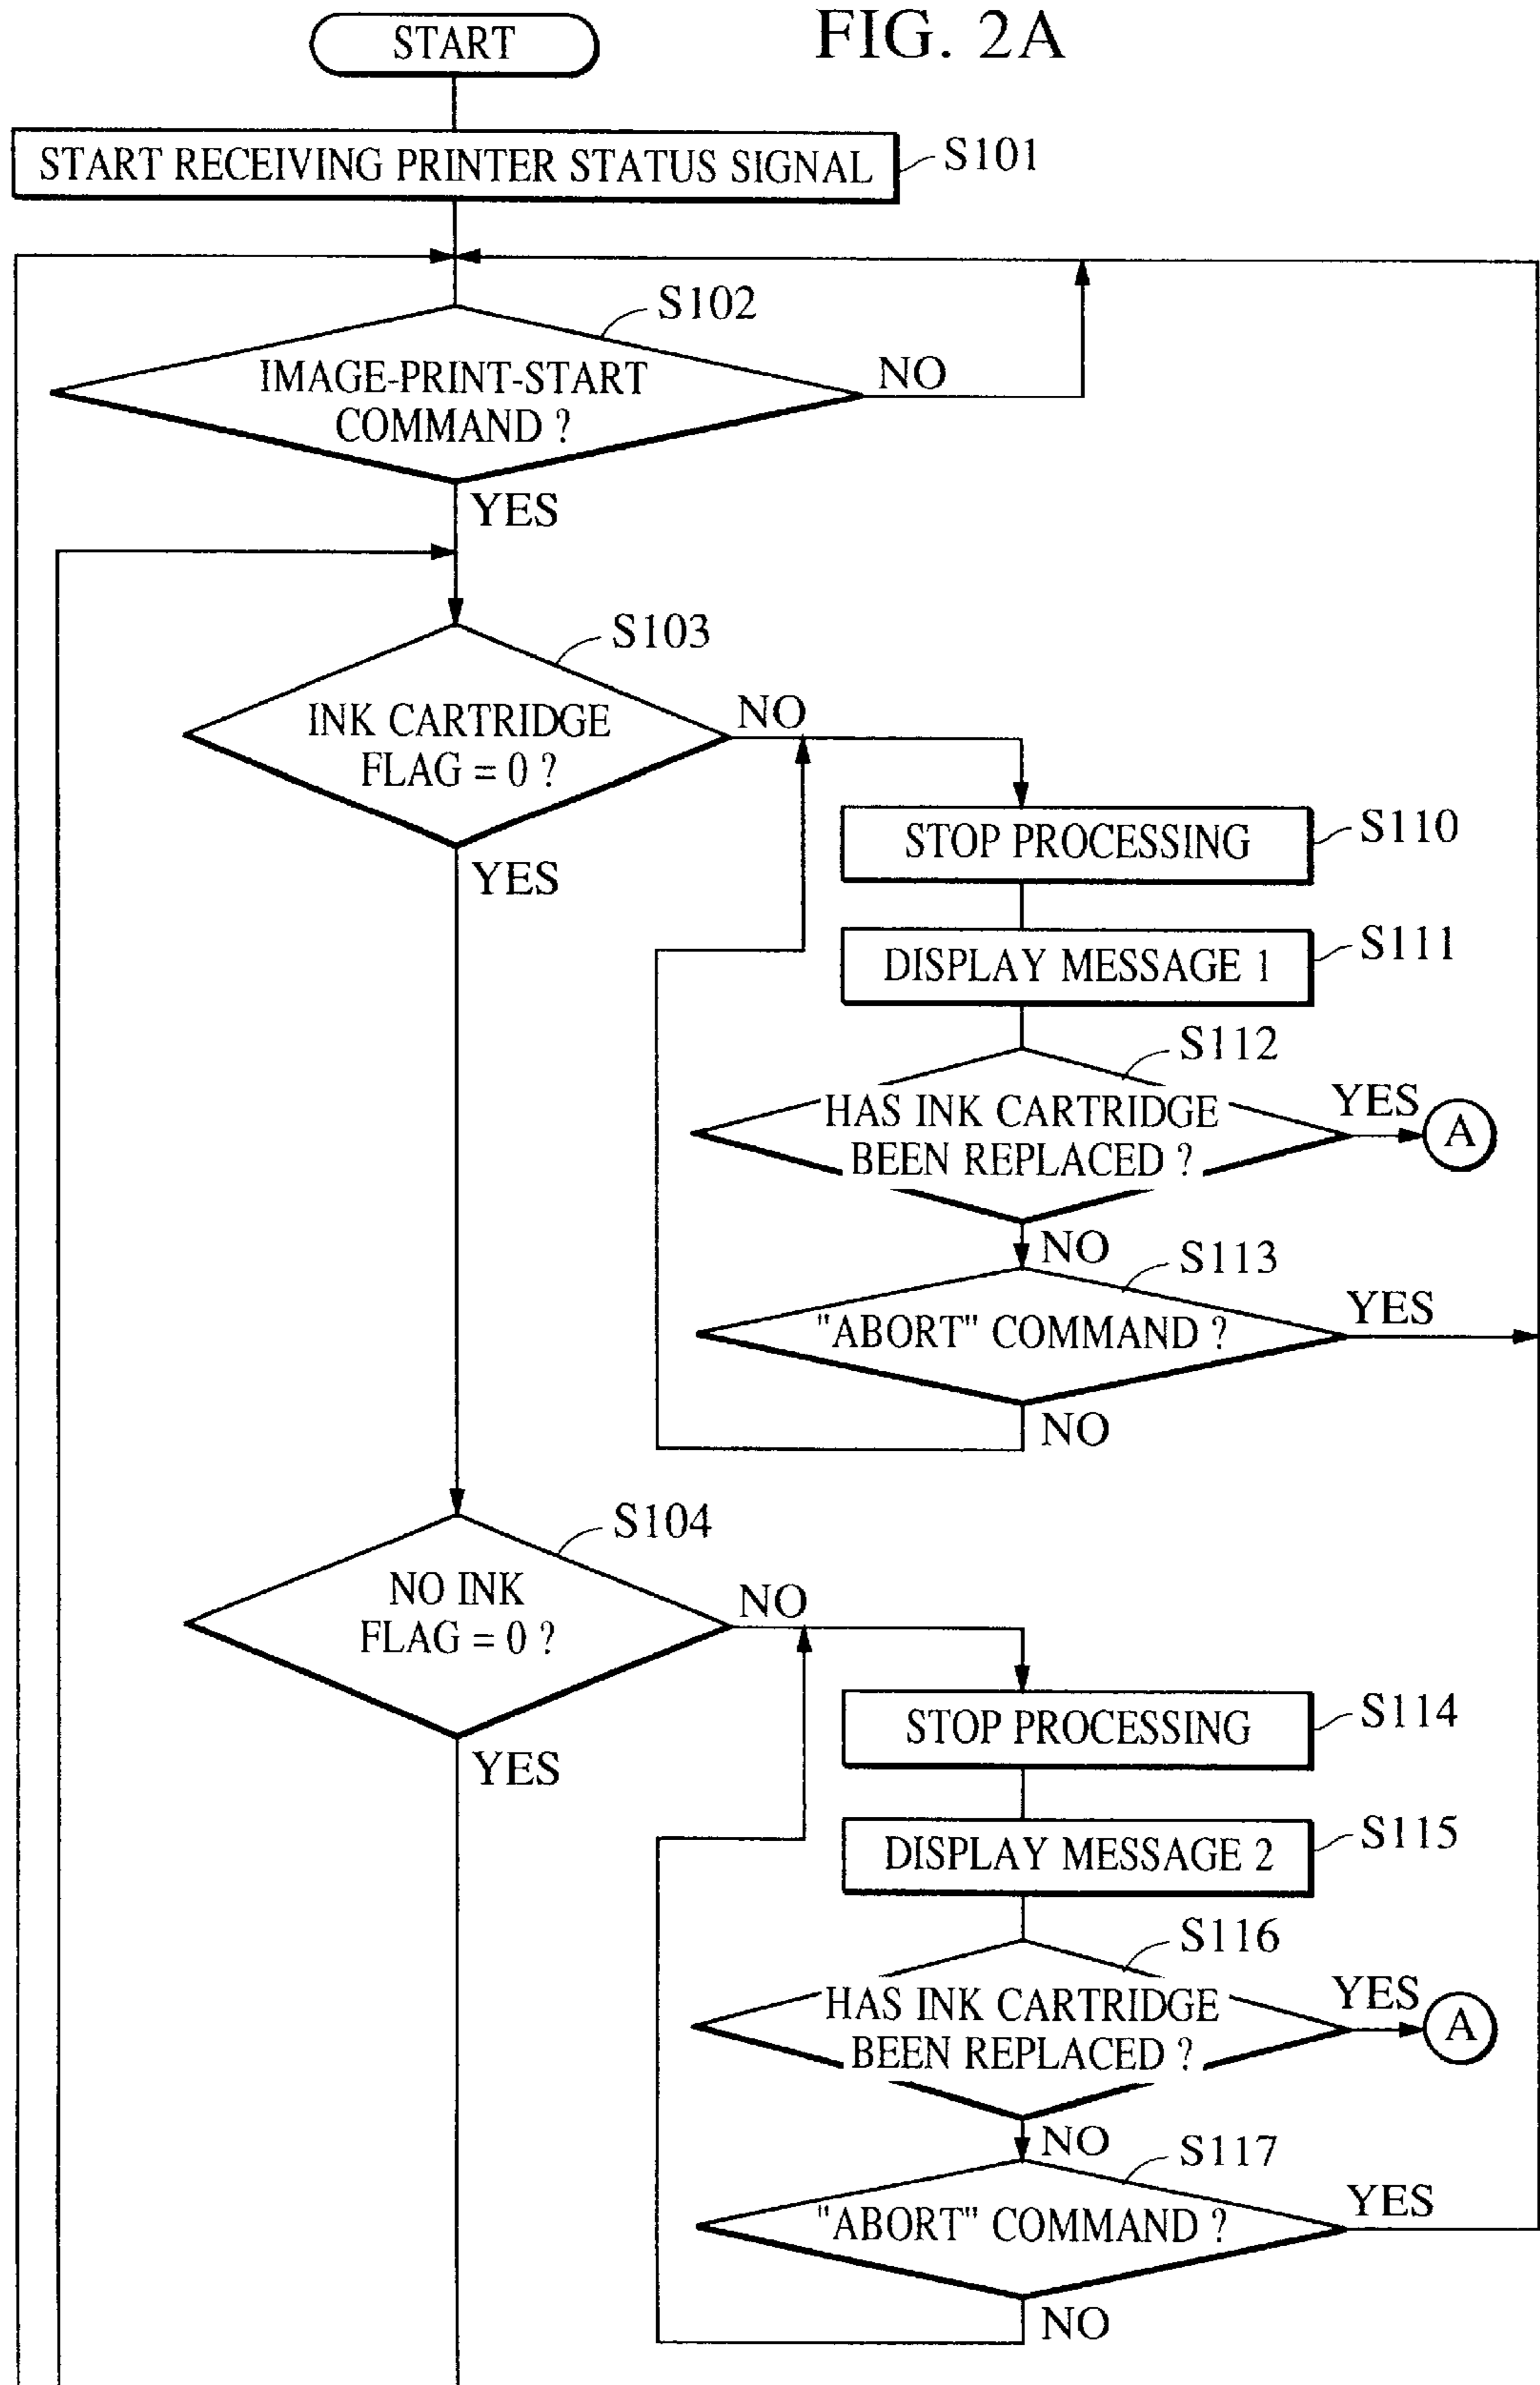 FIG. 2A
START
START RECEIVING PRINTER STATUS SIGNAL
S101
S102
IMAGE-PRINT-START
COMMAND ?
NO
YES
S103
INK CARTRIDGE
FLAG = 0 ?
NO
YES
STOP PROCESSING
S110
DISPLAY MESSAGE 1
S111
S112
HAS INK CARTRIDGE
BEEN REPLACED ?
YES
A
NO
S113
"ABORT" COMMAND ?
YES
NO
S104
NO INK
FLAG = 0 ?
NO
YES
STOP PROCESSING
S114
DISPLAY MESSAGE 2
S115
S116
HAS INK CARTRIDGE
BEEN REPLACED ?
YES
A
NO
S117
"ABORT" COMMAND ?
YES
NO